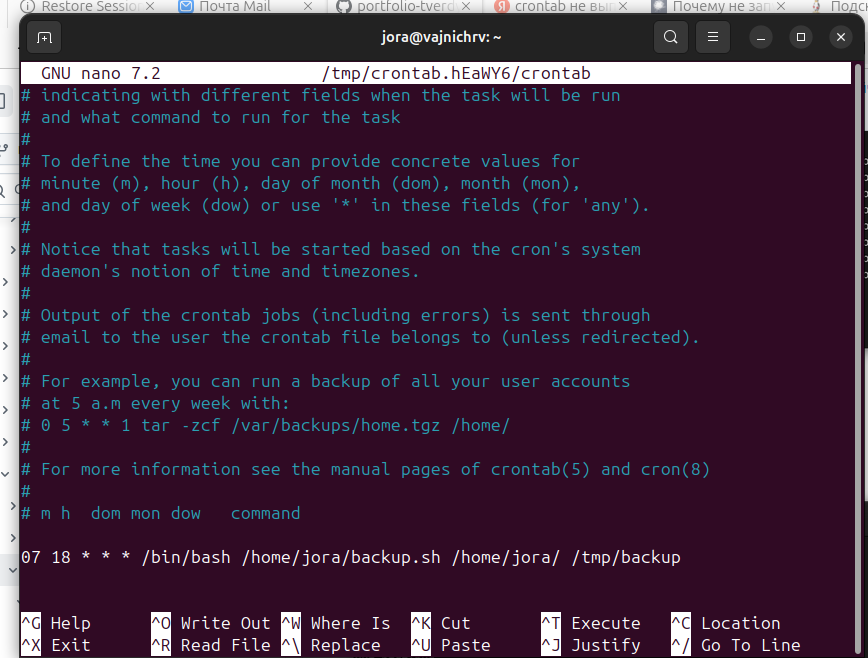 Restore Sessio
Почта Mail
portfolio-tverd
crontab не вып
Почему не зап
Подс
jora@vajnichrv: ~
GNU nano 7.2 /tmp/crontab.hEaWY6/crontab
# indicating with different fields when the task will be run
# and what command to run for the task
#
# To define the time you can provide concrete values for
# minute (m), hour (h), day of month (dom), month (mon),
# and day of week (dow) or use '*' in these fields (for 'any').
#
# Notice that tasks will be started based on the cron's system
# daemon's notion of time and timezones.
#
# Output of the crontab jobs (including errors) is sent through
# email to the user the crontab file belongs to (unless redirected).
#
# For example, you can run a backup of all your user accounts
# at 5 a.m every week with:
# 0 5 * * 1 tar -zcf /var/backups/home.tgz /home/
#
# For more information see the manual pages of crontab(5) and cron(8)
#
# m h  dom mon dow   command
07 18 * * * /bin/bash /home/jora/backup.sh /home/jora/ /tmp/backup
^G Help ^O Write Out ^W Where Is ^K Cut ^T Execute ^C Location
^X Exit ^R Read File ^\ Replace ^U Paste ^J Justify ^/ Go To Line